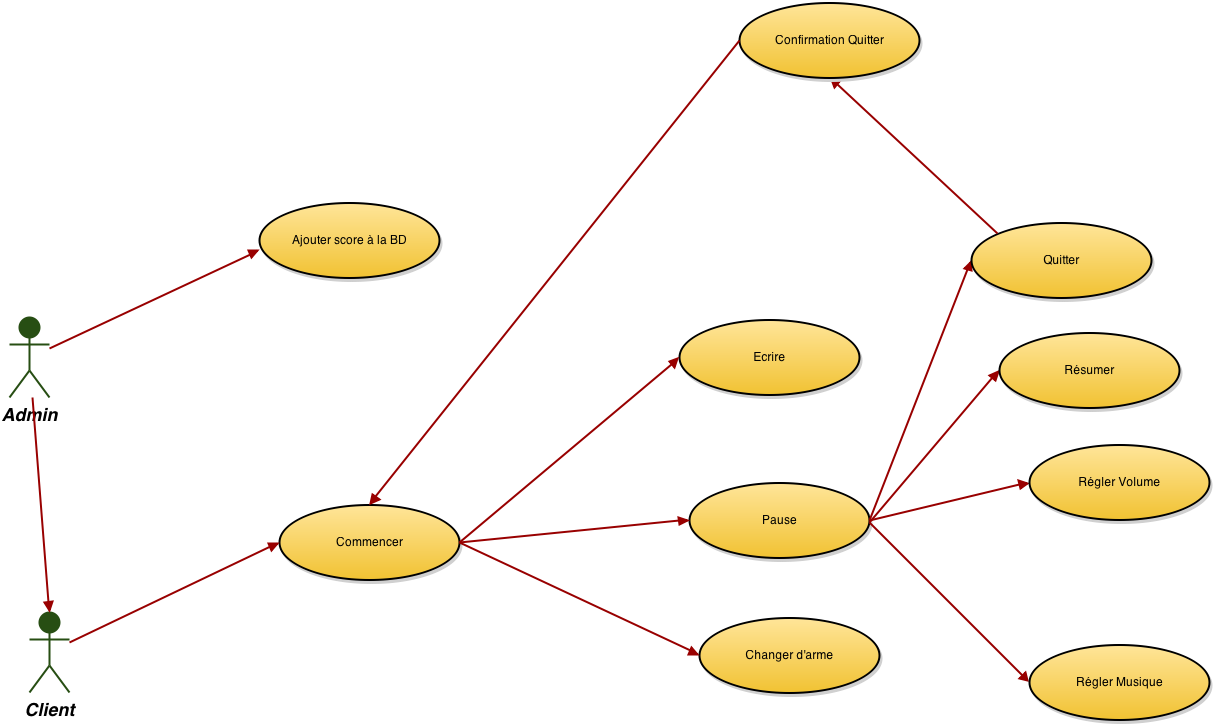 Confirmation Quitter
Ajouter score à la BD
Quitter
Ecrire
Résumer
Admin
Régler Volume
Pause
Commencer
Changer d'arme
Régler Musique
Client